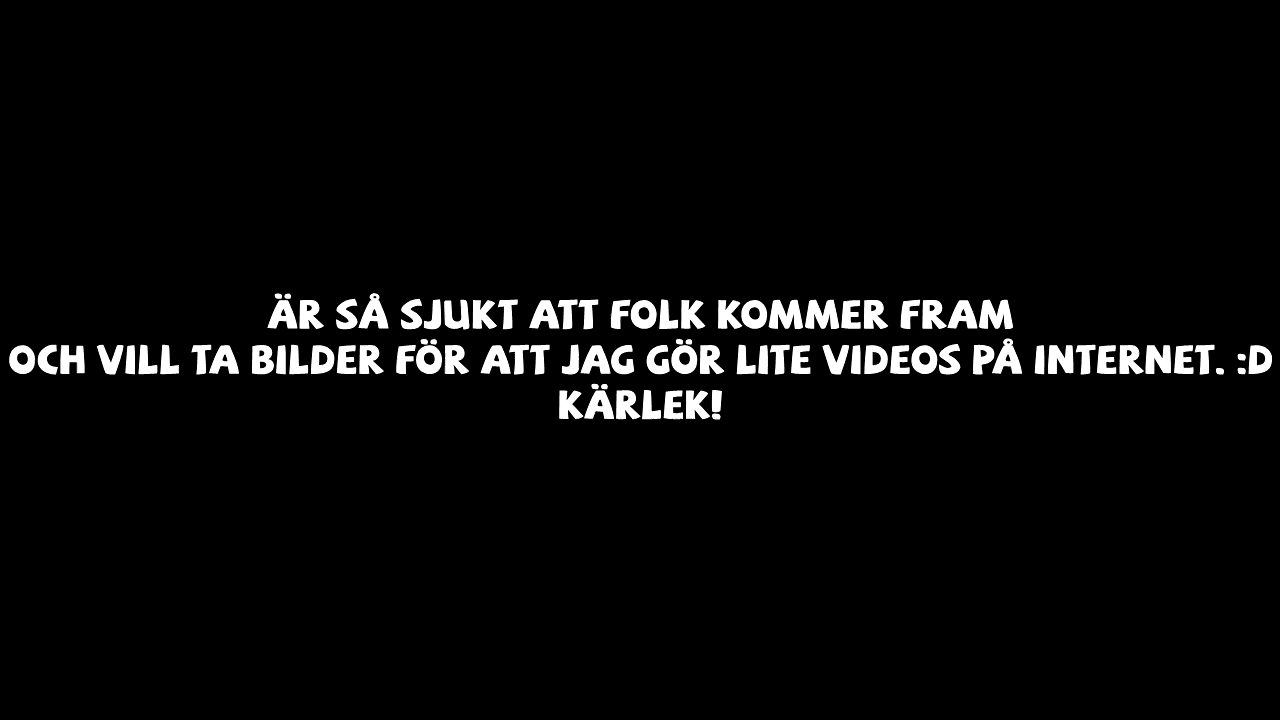 ÄR SÅ SJUKT ATT FOLK KOMMER FRAM
OCH VILL TA BILDER FÖR ATT JAG GÖR LITE VIDEOS PÅ INTERNET. :D
KÄRLEK!